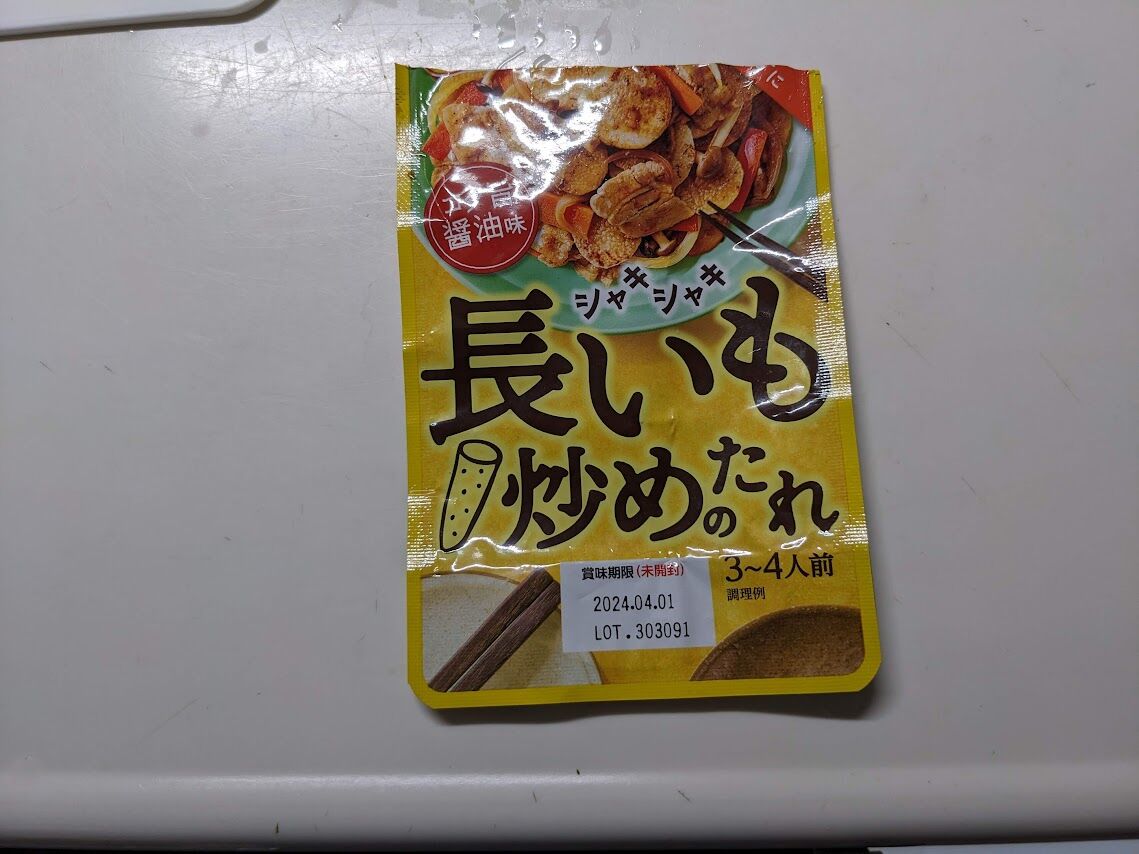 に
醤油味
シャキシャキ
長いも
炒めのたれ
賞味期限(未開封)
2024.04.01
LOT.303091
3~4人前
調理例